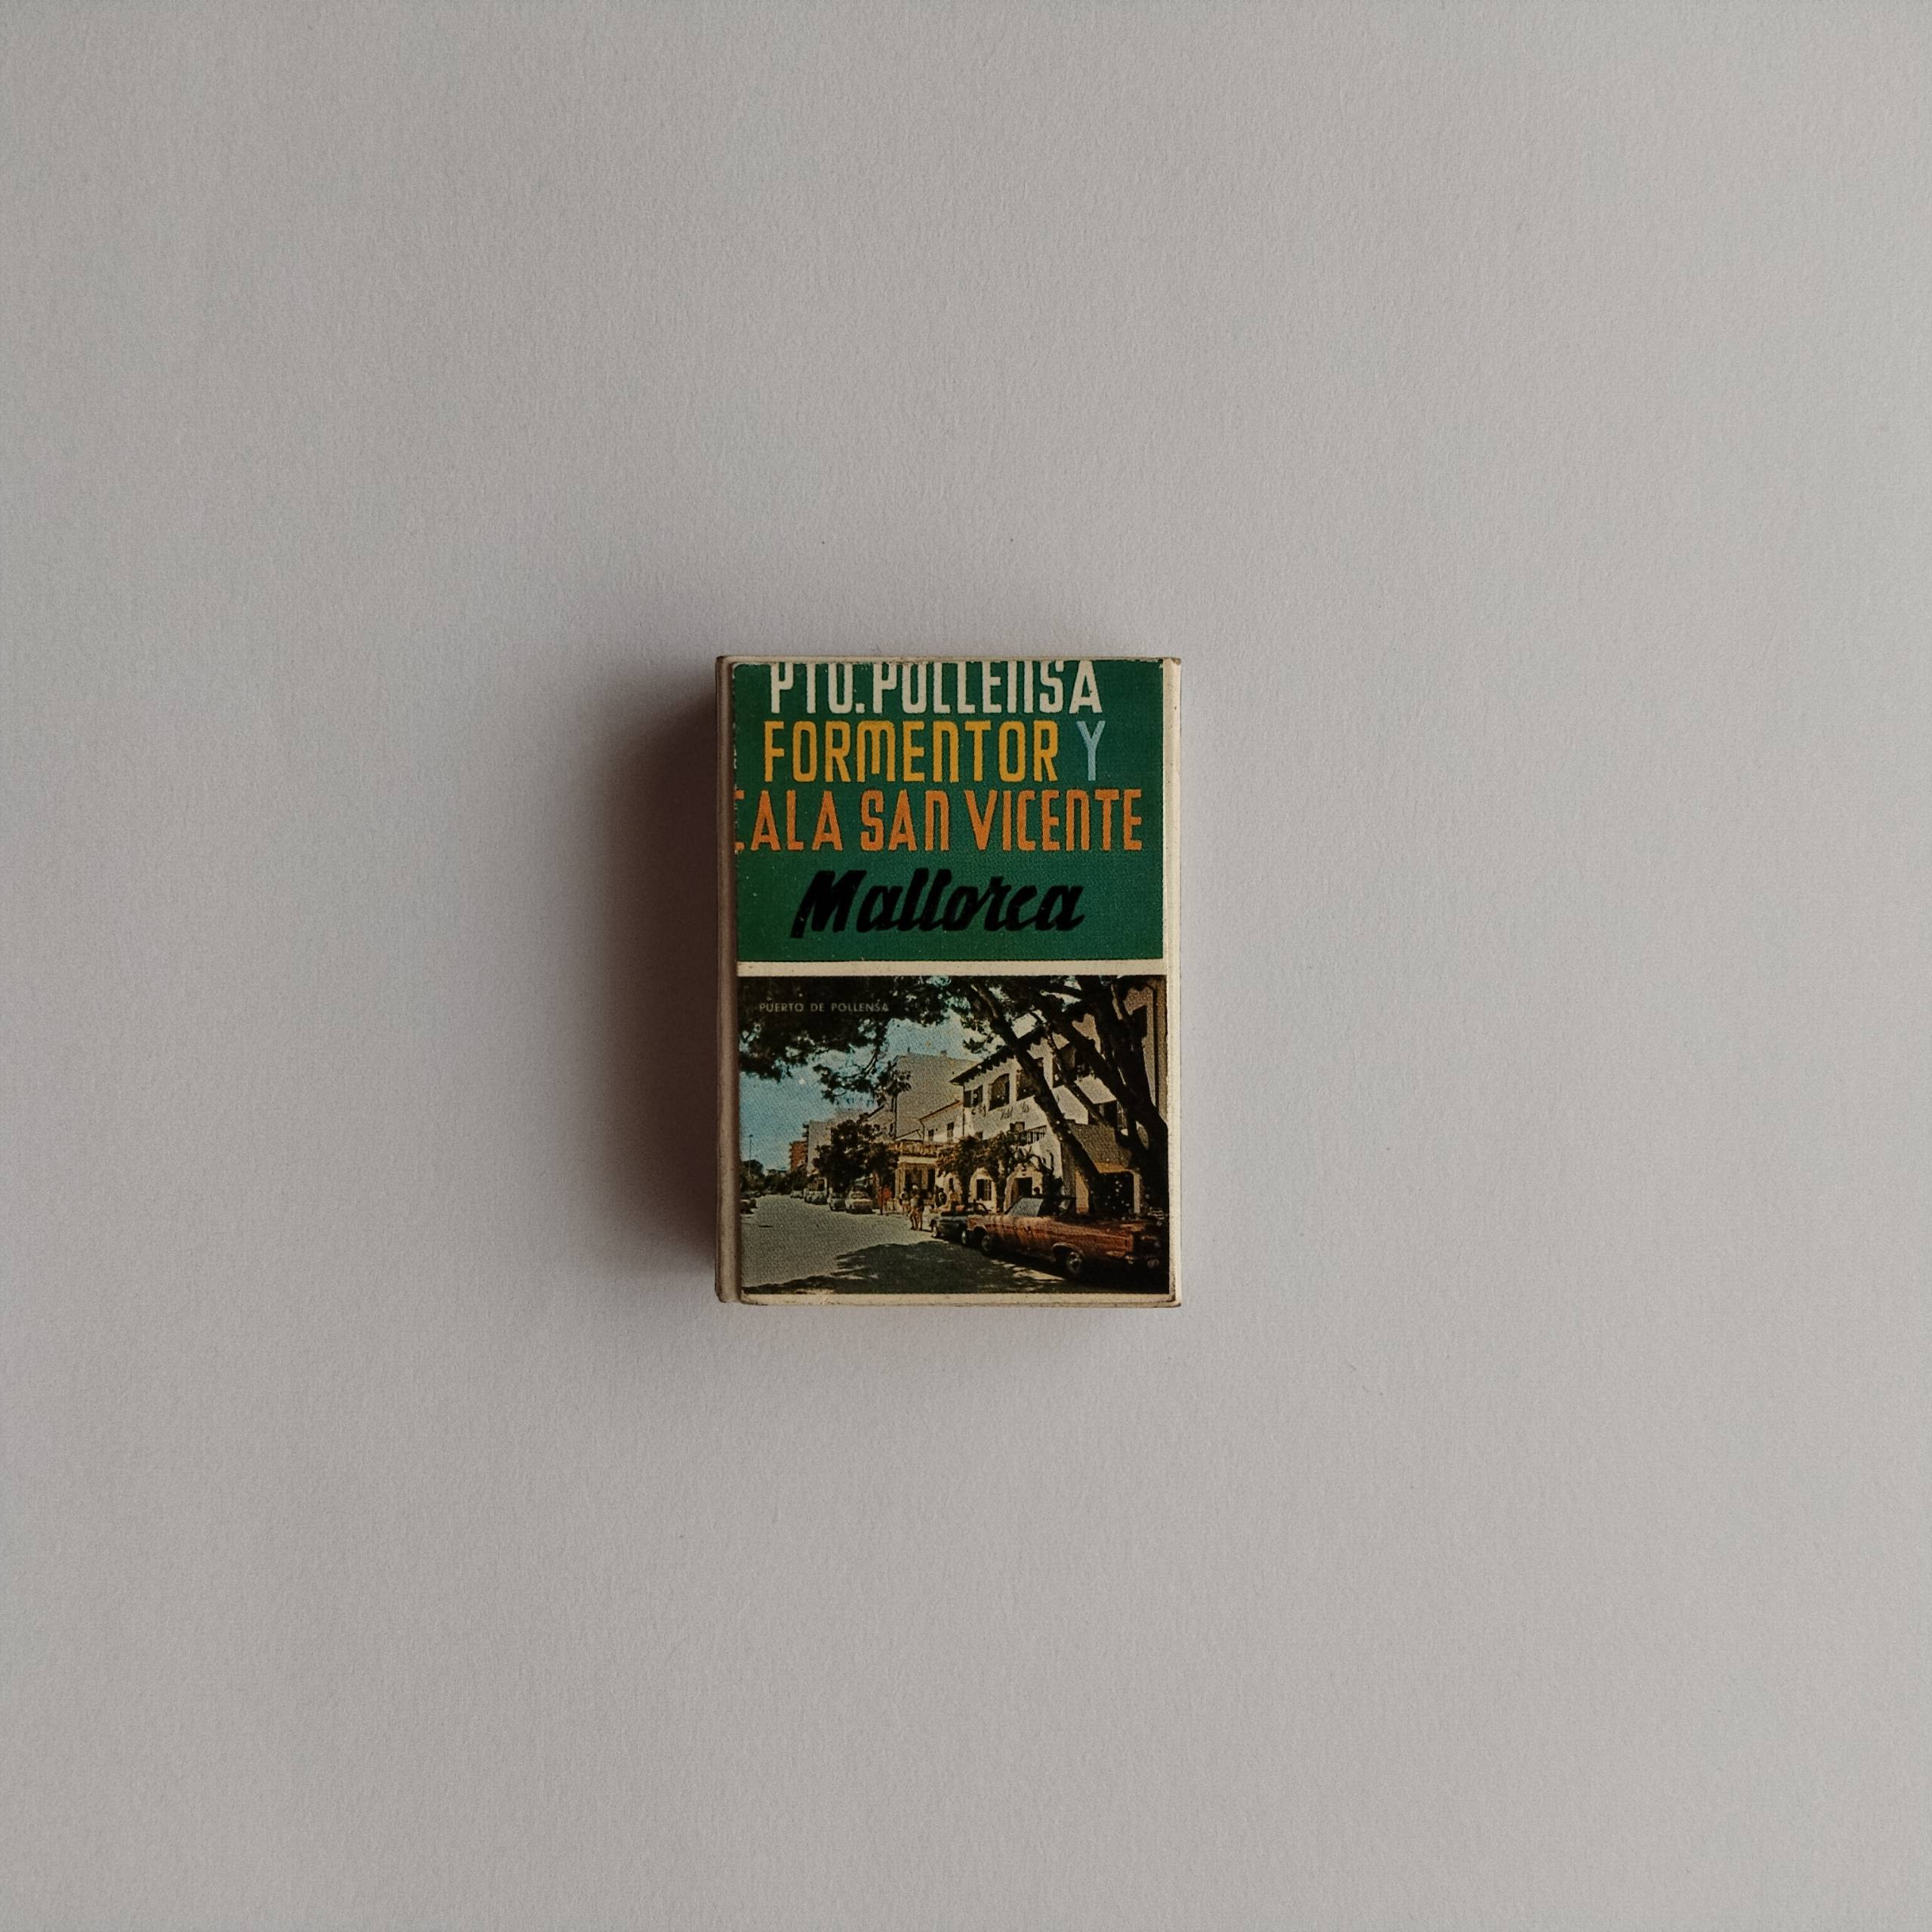 PTO. POLLENSA
FORMENTOR Y
CALA SAN VICENTE
Mallorca
PUERTO DE POLLENSA